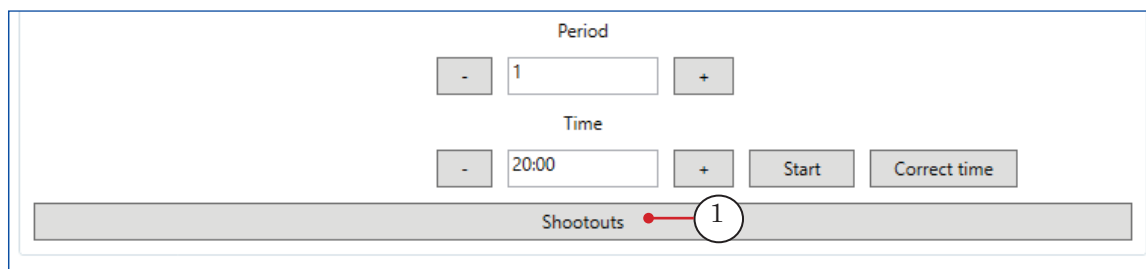 Period
- 1 +
Time
- 20:00 + Start Correct time
Shootouts 1